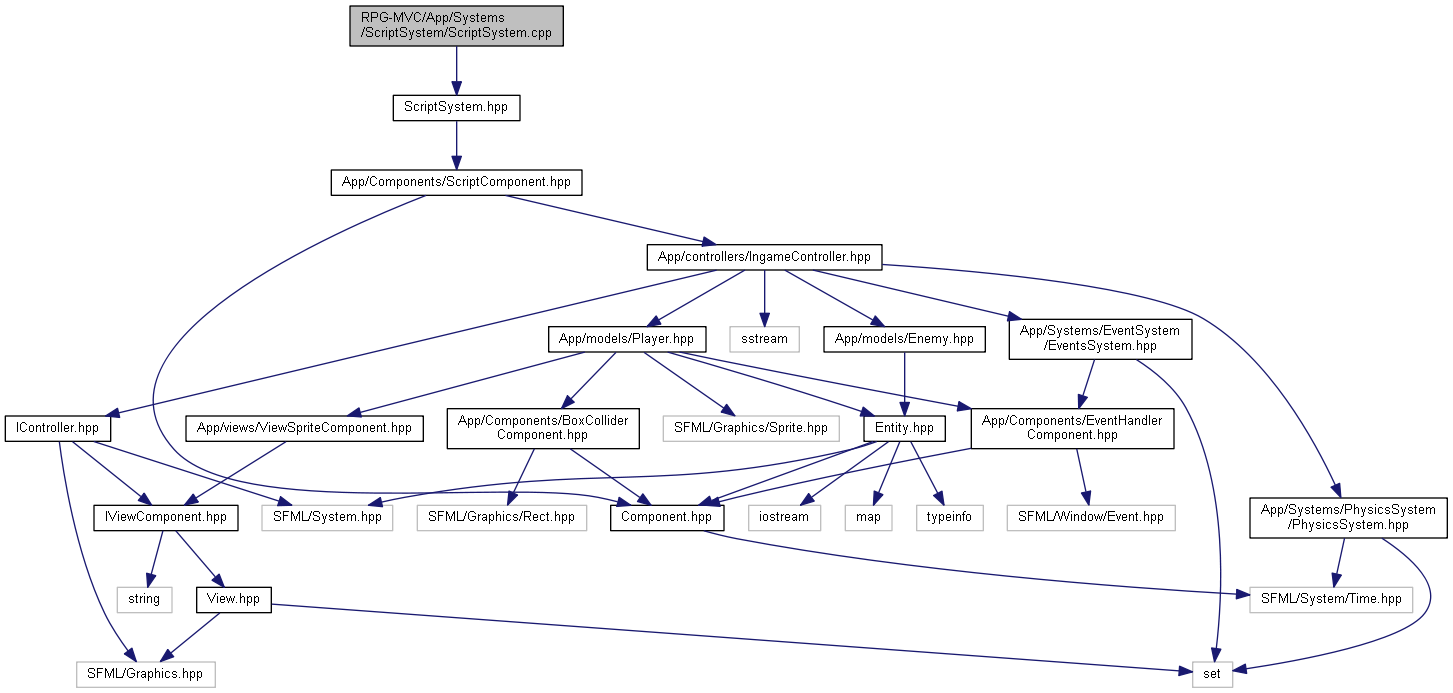 RPG-MVC/App/Systems
/ScriptSystem/ScriptSystem.cpp
ScriptSystem.hpp
App/Components/ScriptComponent.hpp
App/controllers/IngameController.hpp
App/models/Player.hpp
sstream
App/models/Enemy.hpp
App/Systems/EventSystem
/EventsSystem.hpp
IController.hpp
App/views/ViewSpriteComponent.hpp
App/Components/BoxCollider
Component.hpp
SFML/Graphics/Sprite.hpp
Entity.hpp
App/Components/EventHandler
Component.hpp
IViewComponent.hpp
SFML/System.hpp
SFML/Graphics/Rect.hpp
Component.hpp
iostream
map
typeinfo
SFML/Window/Event.hpp
App/Systems/PhysicsSystem
/PhysicsSystem.hpp
string
View.hpp
SFML/System/Time.hpp
SFML/Graphics.hpp
set